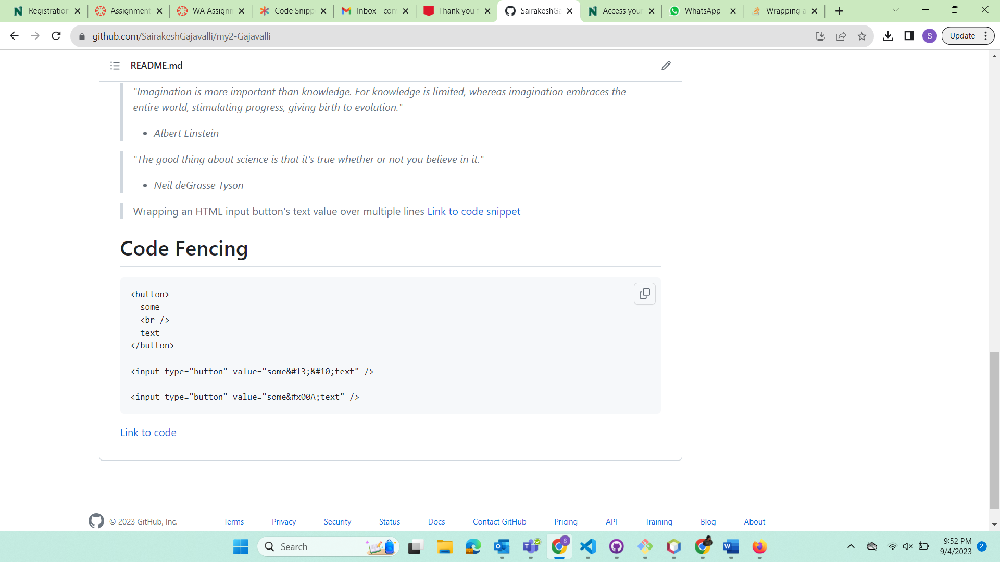 Registration
Assignment
WA Assignm
Code Snipp
Inbox - con
Thank you f
SairakeshGa
Access your
WhatsApp
Wrapping a
github.com/SairakeshGajavalli/my2-Gajavalli
S
Update
README.md
"Imagination is more important than knowledge. For knowledge is limited, whereas imagination embraces the
entire world, stimulating progress, giving birth to evolution."
• Albert Einstein
"The good thing about science is that it's true whether or not you believe in it."
• Neil deGrasse Tyson
Wrapping an HTML input button's text value over multiple lines Link to code snippet
Code Fencing
<button>
  some
  <br />
  text
</button>
<input type="button" value="some&#13;&#10;text" />
<input type="button" value="some&#x00A;text" />
Link to code
© 2023 GitHub, Inc.
Terms
Privacy
Security
Status
Docs
Contact GitHub
Pricing
API
Training
Blog
About
Search
S
9:52 PM
9/4/2023
2